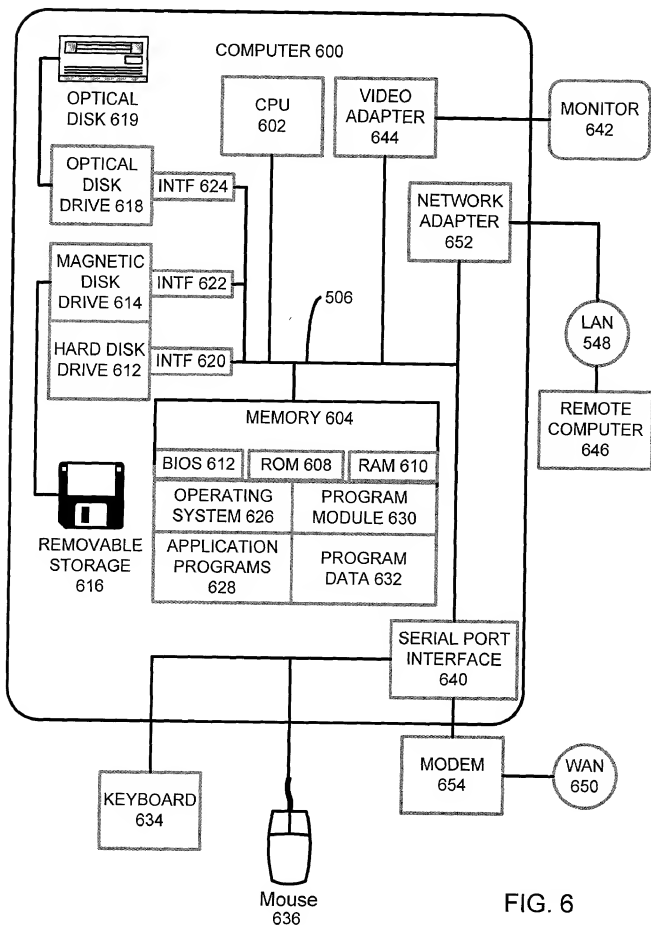 COMPUTER 600
OPTICAL
DISK 619
CPU
602
VIDEO
ADAPTER
644
MONITOR
642
OPTICAL
DISK
DRIVE 618
INTF 624
NETWORK
ADAPTER
652
MAGNETIC
DISK
DRIVE 614
INTF 622
506
HARD DISK
DRIVE 612
INTF 620
LAN
548
REMOTE
COMPUTER
646
MEMORY 604
BIOS 612
ROM 608
RAM 610
OPERATING
SYSTEM 626
PROGRAM
MODULE 630
APPLICATION
PROGRAMS
628
PROGRAM
DATA 632
REMOVABLE
STORAGE
616
SERIAL PORT
INTERFACE
640
KEYBOARD
634
MODEM
654
WAN
650
Mouse
636
FIG. 6